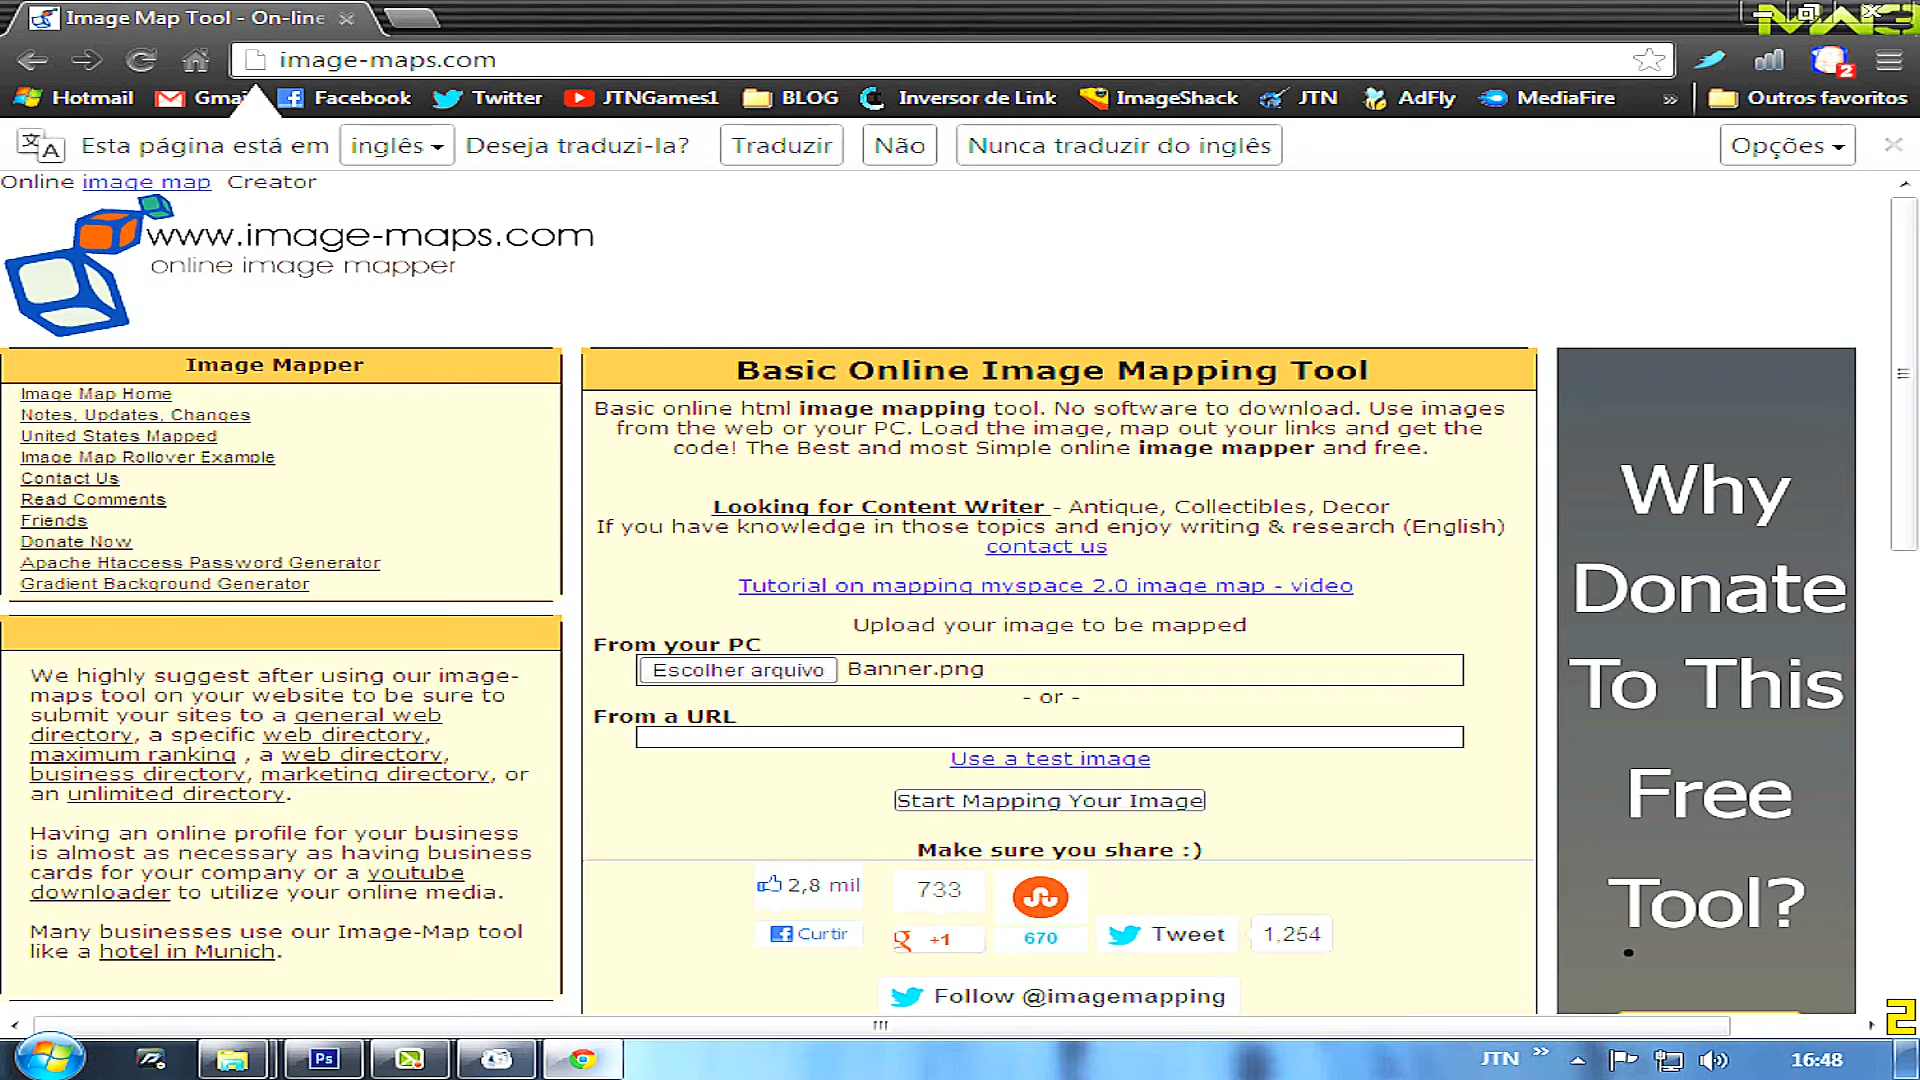 Image Map Tool - On-line
image-maps.com
Hotmail
Facebook
Twitter
JTNGames1
BLOG
Inversor de Link
ImageShack
JTN
AdFly
MediaFire
Outros favoritos
Esta página está em inglês Deseja traduzi-la? Traduzir Não Nunca traduzir do inglês Opções
Online image map Creator
www.image-maps.com
online image mapper
Image Mapper
Image Map Home
Notes, Updates, Changes
United States Mapped
Image Map Rollover Example
Contact Us
Read Comments
Friends
Donate Now
Apache Htaccess Password Generator
Gradient Background Generator
We highly suggest after using our image-
maps tool on your website to be sure to
submit your sites to a general web
directory, a specific web directory,
maximum ranking , a web directory,
business directory, marketing directory, or
an unlimited directory.
Having an online profile for your business
is almost as necessary as having business
cards for your company or a youtube
downloader to utilize your online media.
Many businesses use our Image-Map tool
like a hotel in Munich.
Basic Online Image Mapping Tool
Basic online html image mapping tool. No software to download. Use images
from the web or your PC. Load the image, map out your links and get the
code! The Best and most Simple online image mapper and free.
Looking for Content Writer - Antique, Collectibles, Decor
If you have knowledge in those topics and enjoy writing & research (English)
contact us
Tutorial on mapping myspace 2.0 image map - video
Upload your image to be mapped
From your PC
Escolher arquivo Banner.png
- or -
From a URL
Use a test image
Start Mapping Your Image
Make sure you share :)
2,8 mil
Curtir
733
+1
670
Tweet 1,254
Follow @imagemapping
Why
Donate
To This
Free
Tool?
2
Ps
JTN
16:48